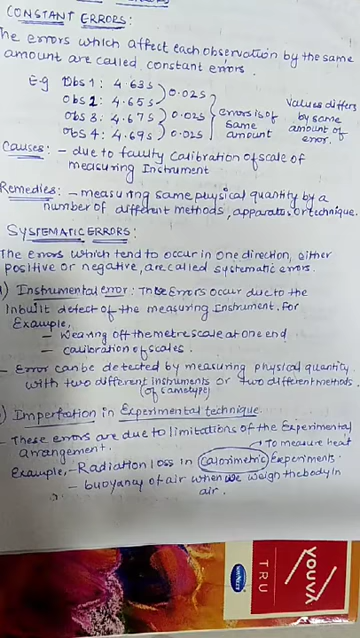 CONSTANT ERRORS:
The errors which affect each observation by the same
amount are called constant errors.
E.g Obs 1: 4.63s
Obs 2: 4.65s
Obs 3: 4.67s
Obs 4: 4.69s
0.02s
0.02s
0.02s
errors is of
same
amount
Values differs
by same
amount of
error.
Causes: - due to faulty calibration of scale of
measuring Instrument
Remedies: - measuring same physical quantity by a
number of different methods, apparatus or technique.
SYSTEMATIC ERRORS:
The errors which tend to occur in one direction, either
positive or negative, are called systematic errors.
) Instrumental error: These Errors occur due to the
Inbuilt defect of the measuring Instrument. For
Example,
- Wearing off the metre scale at one end
- calibration of scales.
- Error can be detected by measuring physical quantity
with two different instruments or two different methods.
(of same type)
) Imperfection in Experimental technique.
- These errors are due to limitations of the Experimental
arrangement.
→ To measure heat
Example, - Radiation loss in Calorimetric Experiments.
- buoyancy of air when we weigh the body in
air.
navneet
YOUVA
TRU